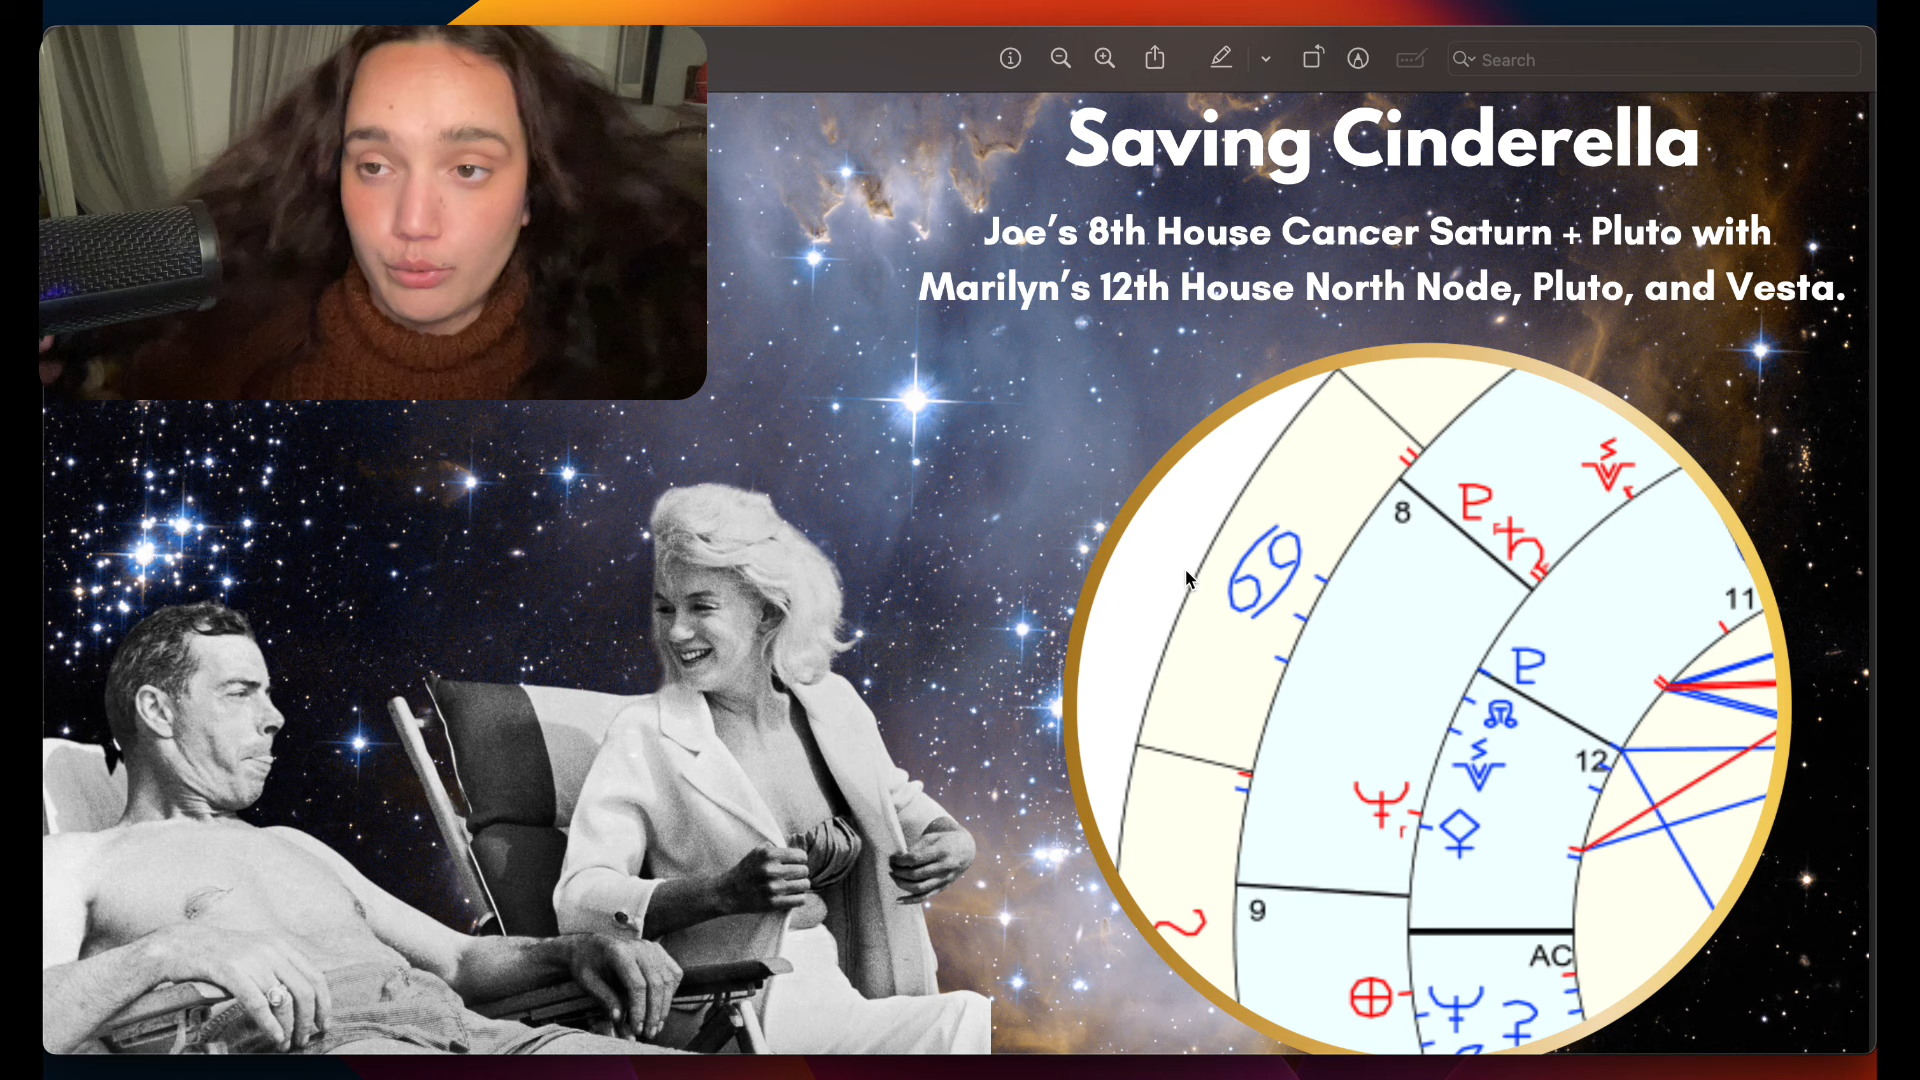 Search
Saving Cinderella
Joe's 8th House Cancer Saturn + Pluto with
Marilyn's 12th House North Node, Pluto, and Vesta.
8
11
12
9
AC